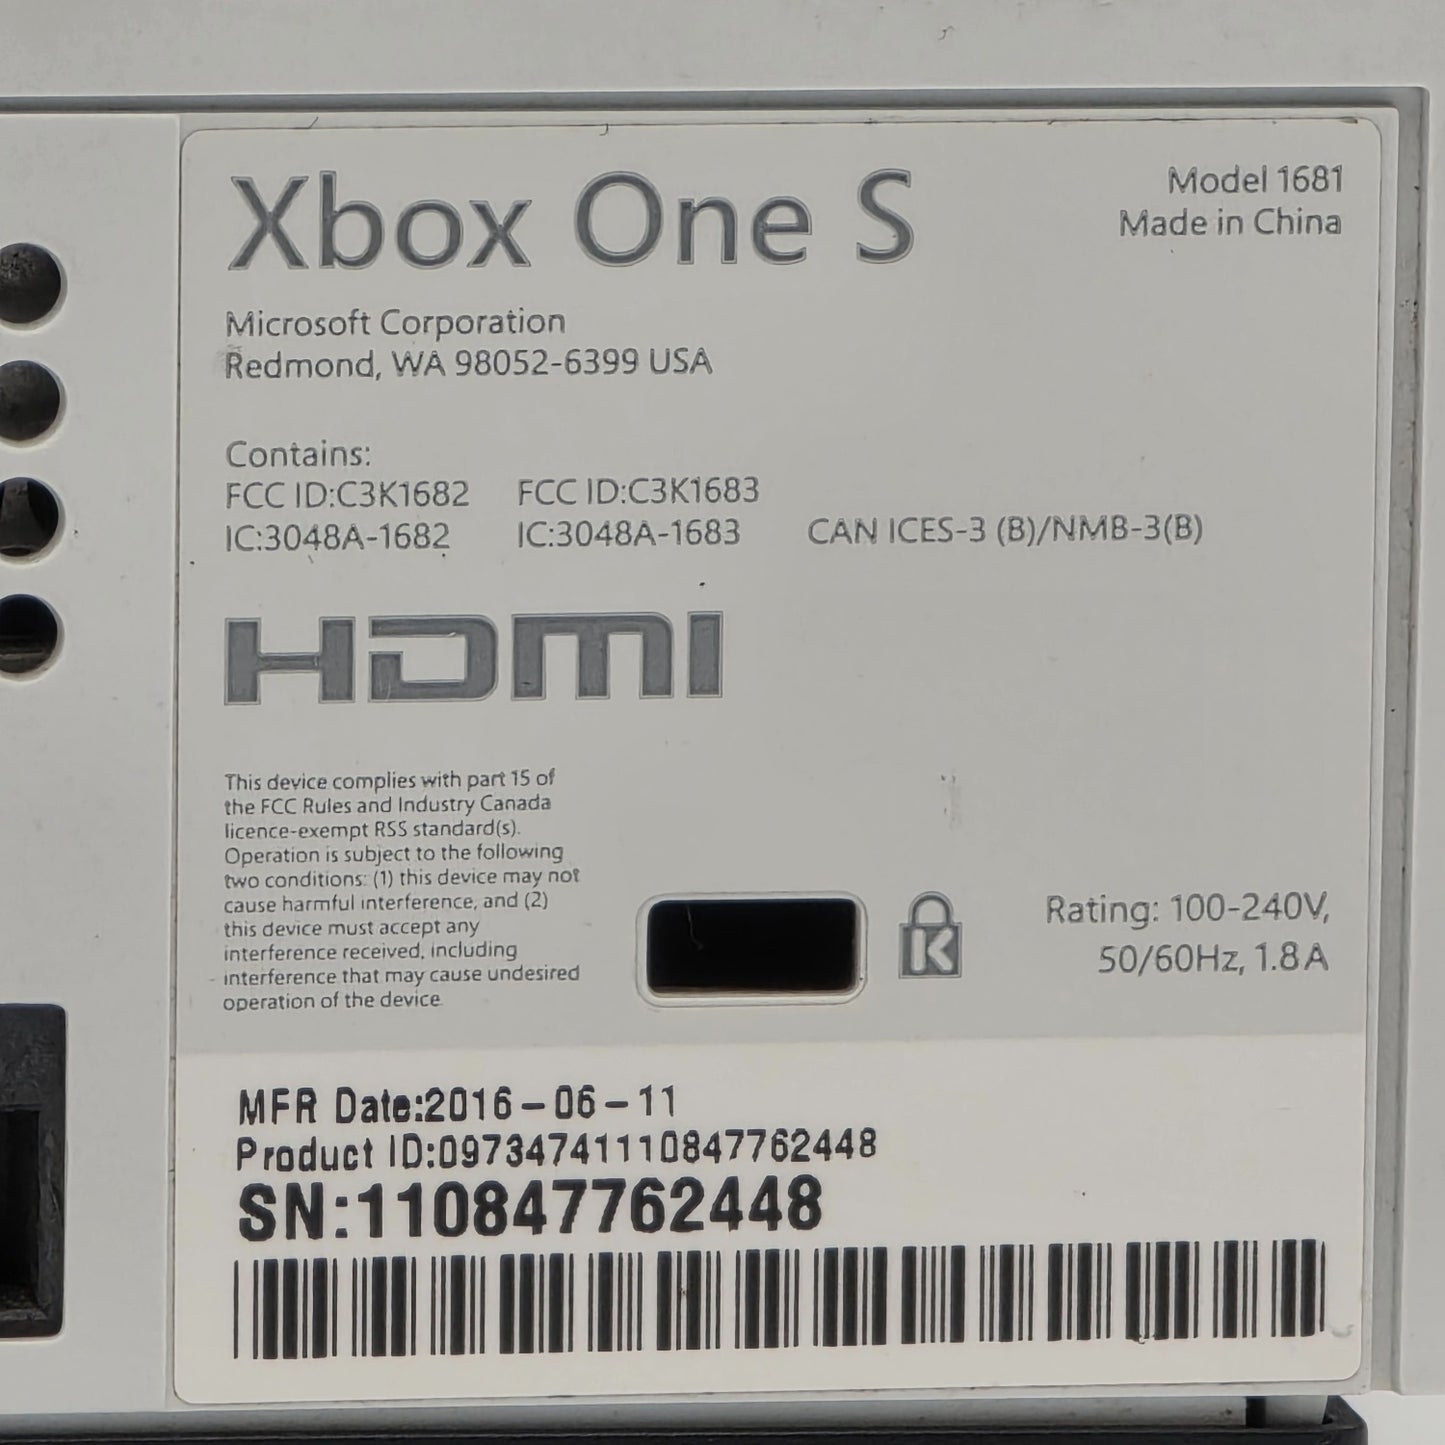 Xbox One S
Model 1681
Made in China
Microsoft Corporation
Redmond, WA 98052-6399 USA
Contains:
FCC ID:C3K1682 FCC ID:C3K1683
IC:3048A-1682 IC:3048A-1683 CAN ICES-3 (B)/NMB-3(B)
HDMI
This device complies with part 15 of
the FCC Rules and Industry Canada
licence-exempt RSS standard(s).
Operation is subject to the following
two conditions: (1) this device may not
cause harmful interference, and (2)
this device must accept any
interference received, including
interference that may cause undesired
operation of the device.
K
Rating: 100-240V,
50/60Hz, 1.8A
MFR Date:2016-06-11
Product ID:097347411110847762448
SN:110847762448